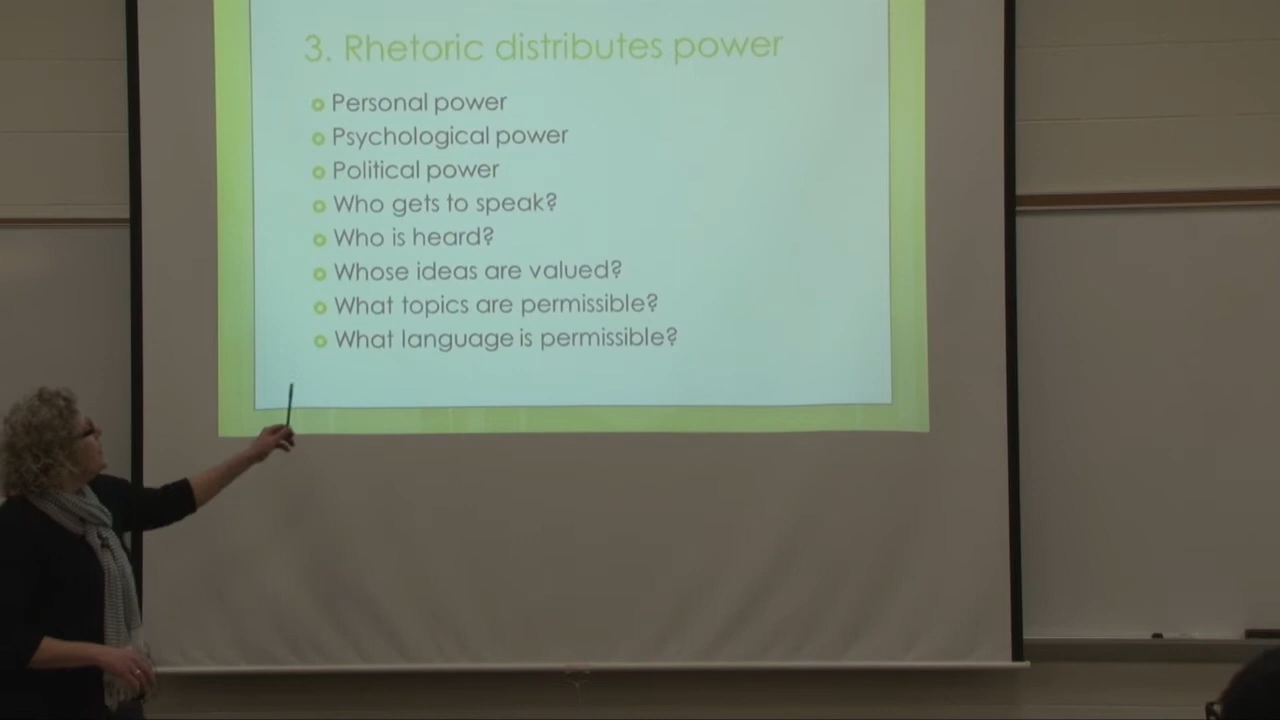 3. Rhetoric distributes power
Personal power
Psychological power
Political power
Who gets to speak?
Who is heard?
Whose ideas are valued?
What topics are permissible?
What language is permissible?